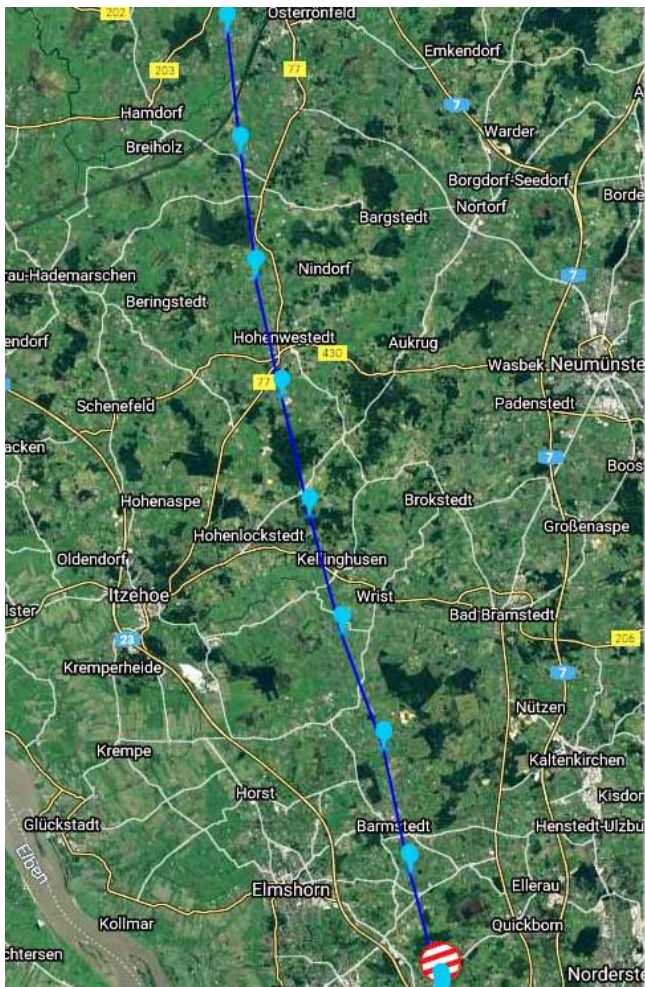 202
Osterrönfeld
77
Emkendorf
203
7
A
Hamdorf
Warder
Breiholz
Borgdorf-Seedorf
Borde
Nortorf
Bargstedt
rau-Hademarschen
Nindorf
7
Beringstedt
Hohenwestedt
endorf
430
Aukrug
Wasbek
Neumünste
77
Schenefeld
Padenstedt
acken
7
Boos
Hohenaspe
Brokstedt
Großenaspe
Hohenlockstedt
Oldendorf
Kellinghusen
Itzehoe
Wrist
lster
Bad Bramstedt
23
206
Kremperheide
7
Nützen
Krempe
Kaltenkirchen
Horst
Kisdor
Glückstadt
Barmstedt
Henstedt-Ulzbu
Elben
Elmshorn
Ellerau
Kollmar
Quickborn
chtersen
Norderste